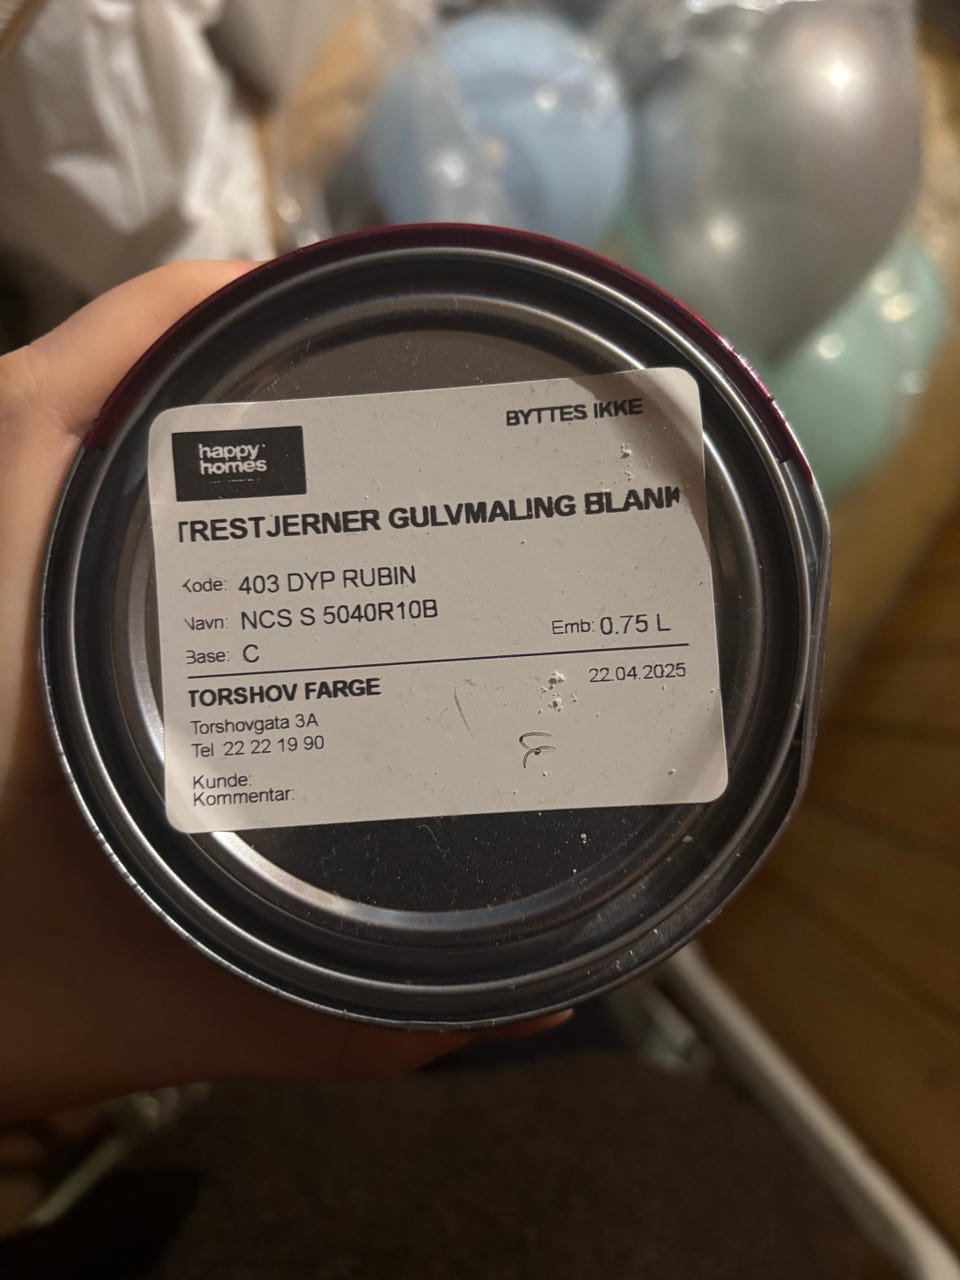 BYTTES IKKE
happy
homes
TRESTJERNER GULVMALING BLANK
Kode: 403 DYP RUBIN
Navn: NCS S 5040R10B
Emb: 0.75 L
Base: C
TORSHOV FARGE
22.04.2025
Torshovgata 3A
Tel 22 22 19 90
Kunde:
Kommentar: